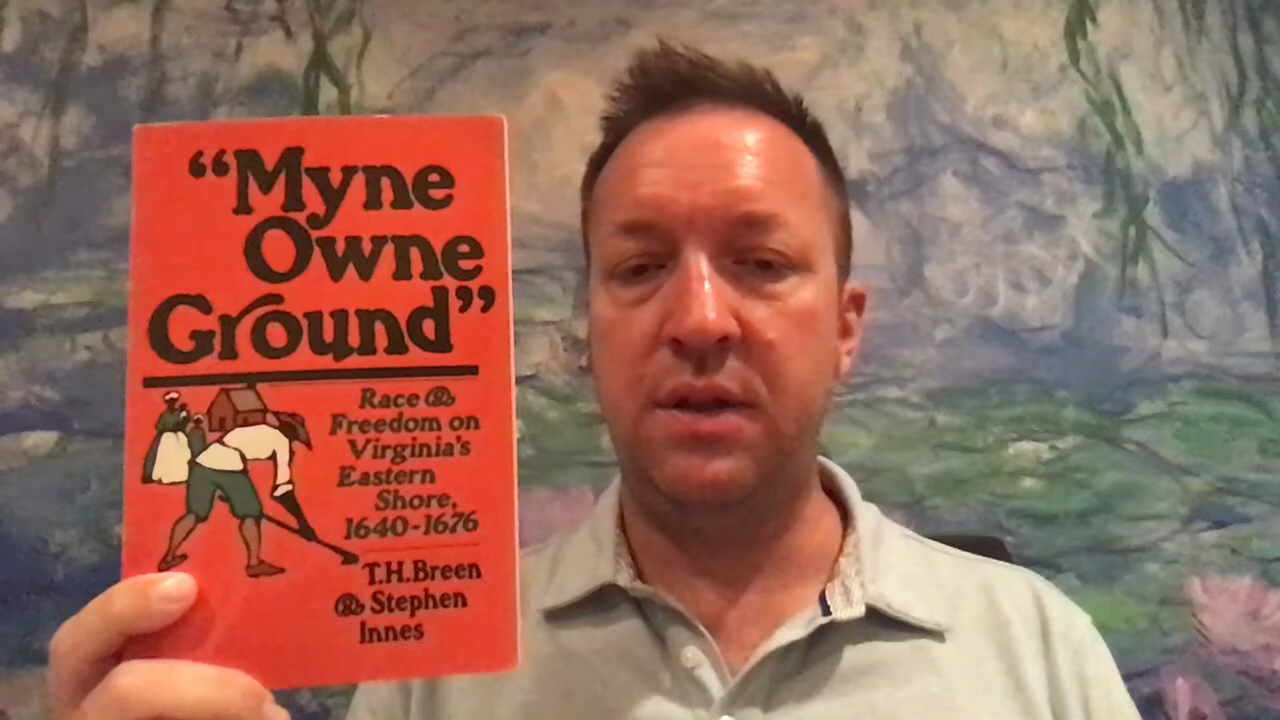 “Myne
Owne
Ground”
Race &
Freedom on
Virginia's
Eastern
Shore,
1640-1676
T.H.Breen
& Stephen
Innes